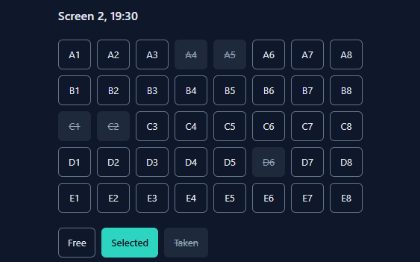 Screen 2, 19:30
A1 A2 A3 A4 A5 A6 A7 A8
B1 B2 B3 B4 B5 B6 B7 B8
C1 C2 C3 C4 C5 C6 C7 C8
D1 D2 D3 D4 D5 D6 D7 D8
E1 E2 E3 E4 E5 E6 E7 E8
Free Selected Taken